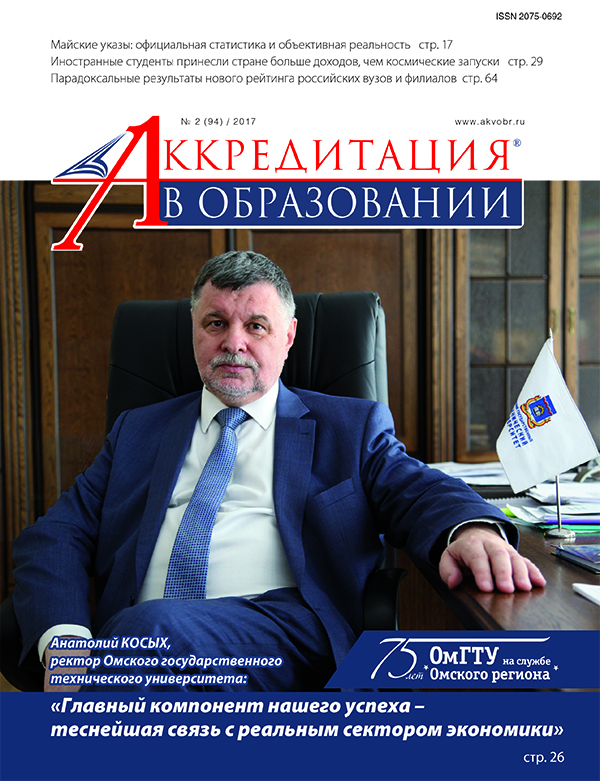 ISSN 2075-0692
Майские указы: официальная статистика и объективная реальность стр. 17
Иностранные студенты принесли стране больше доходов, чем космические запуски стр. 29
Парадоксальные результаты нового рейтинга российских вузов и филиалов стр. 64
№ 2 (94) / 2017 www.akvobr.ru
АККРЕДИТАЦИЯ®
В ОБРАЗОВАНИИ
Анатолий КОСЫХ,
ректор Омского государственного
технического университета:
75 лет ОмГТУ на службе
Омского региона
«Главный компонент нашего успеха –
теснейшая связь с реальным сектором экономики»
стр. 26